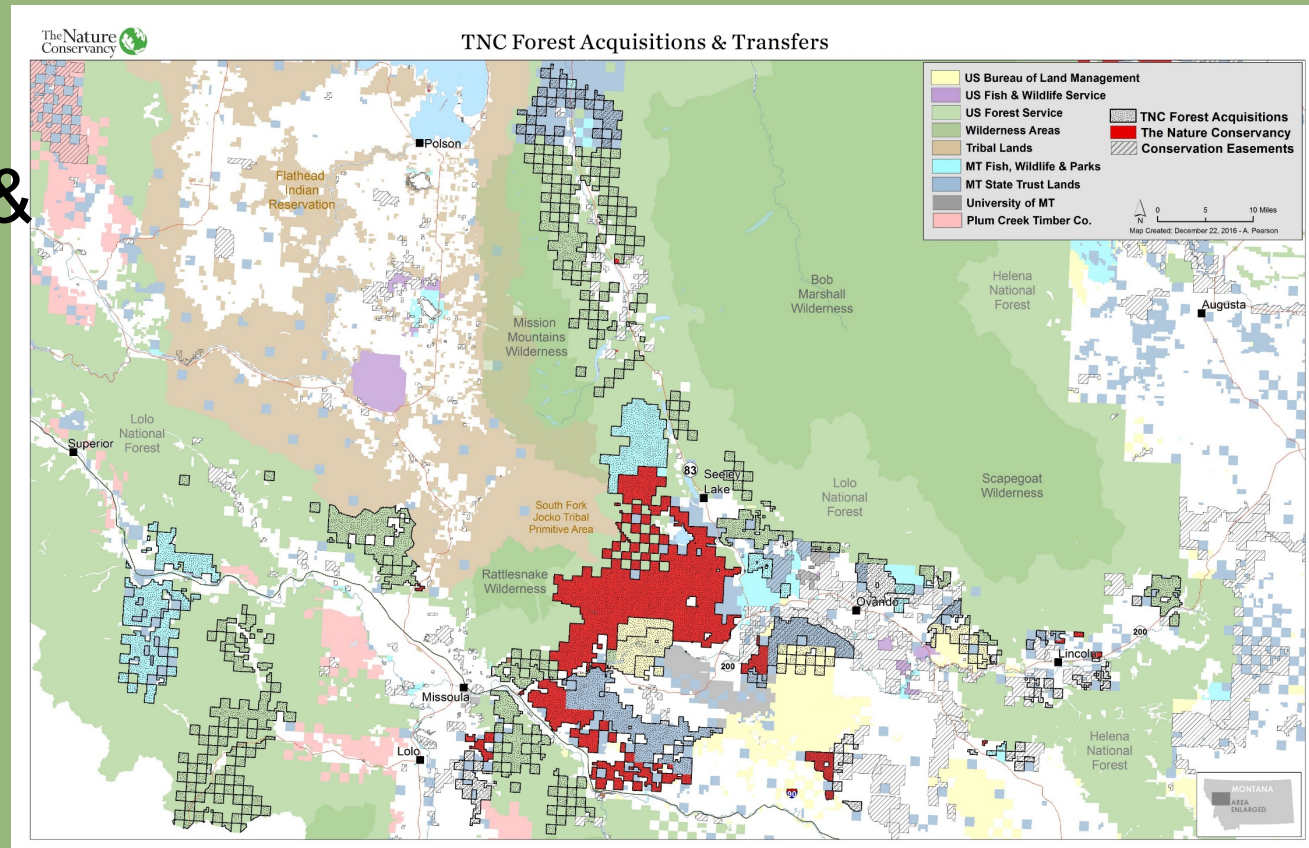 The Nature
Conservancy
TNC Forest Acquisitions & Transfers
&
US Bureau of Land Management
US Fish & Wildlife Service
US Forest Service
Wilderness Areas
Tribal Lands
MT Fish, Wildlife & Parks
MT State Trust Lands
University of MT
Plum Creek Timber Co.
TNC Forest Acquisitions
The Nature Conservancy
Conservation Easements
N
0 5 10 Miles
Map Created: December 22, 2016 - A. Pearson
Polson
Flathead
Indian
Reservation
Bob
Marshall
Wilderness
Helena
National
Forest
Augusta
Mission
Mountains
Wilderness
Lolo
National
Forest
Superior
83
Seeley
Lake
Lolo
National
Forest
Scapegoat
Wilderness
South Fork
Jocko Tribal
Primitive Area
Rattlesnake
Wilderness
Ovando
200
Lincoln
200
Missoula
Lolo
Helena
National
Forest
90
MONTANA
AREA
ENLARGED